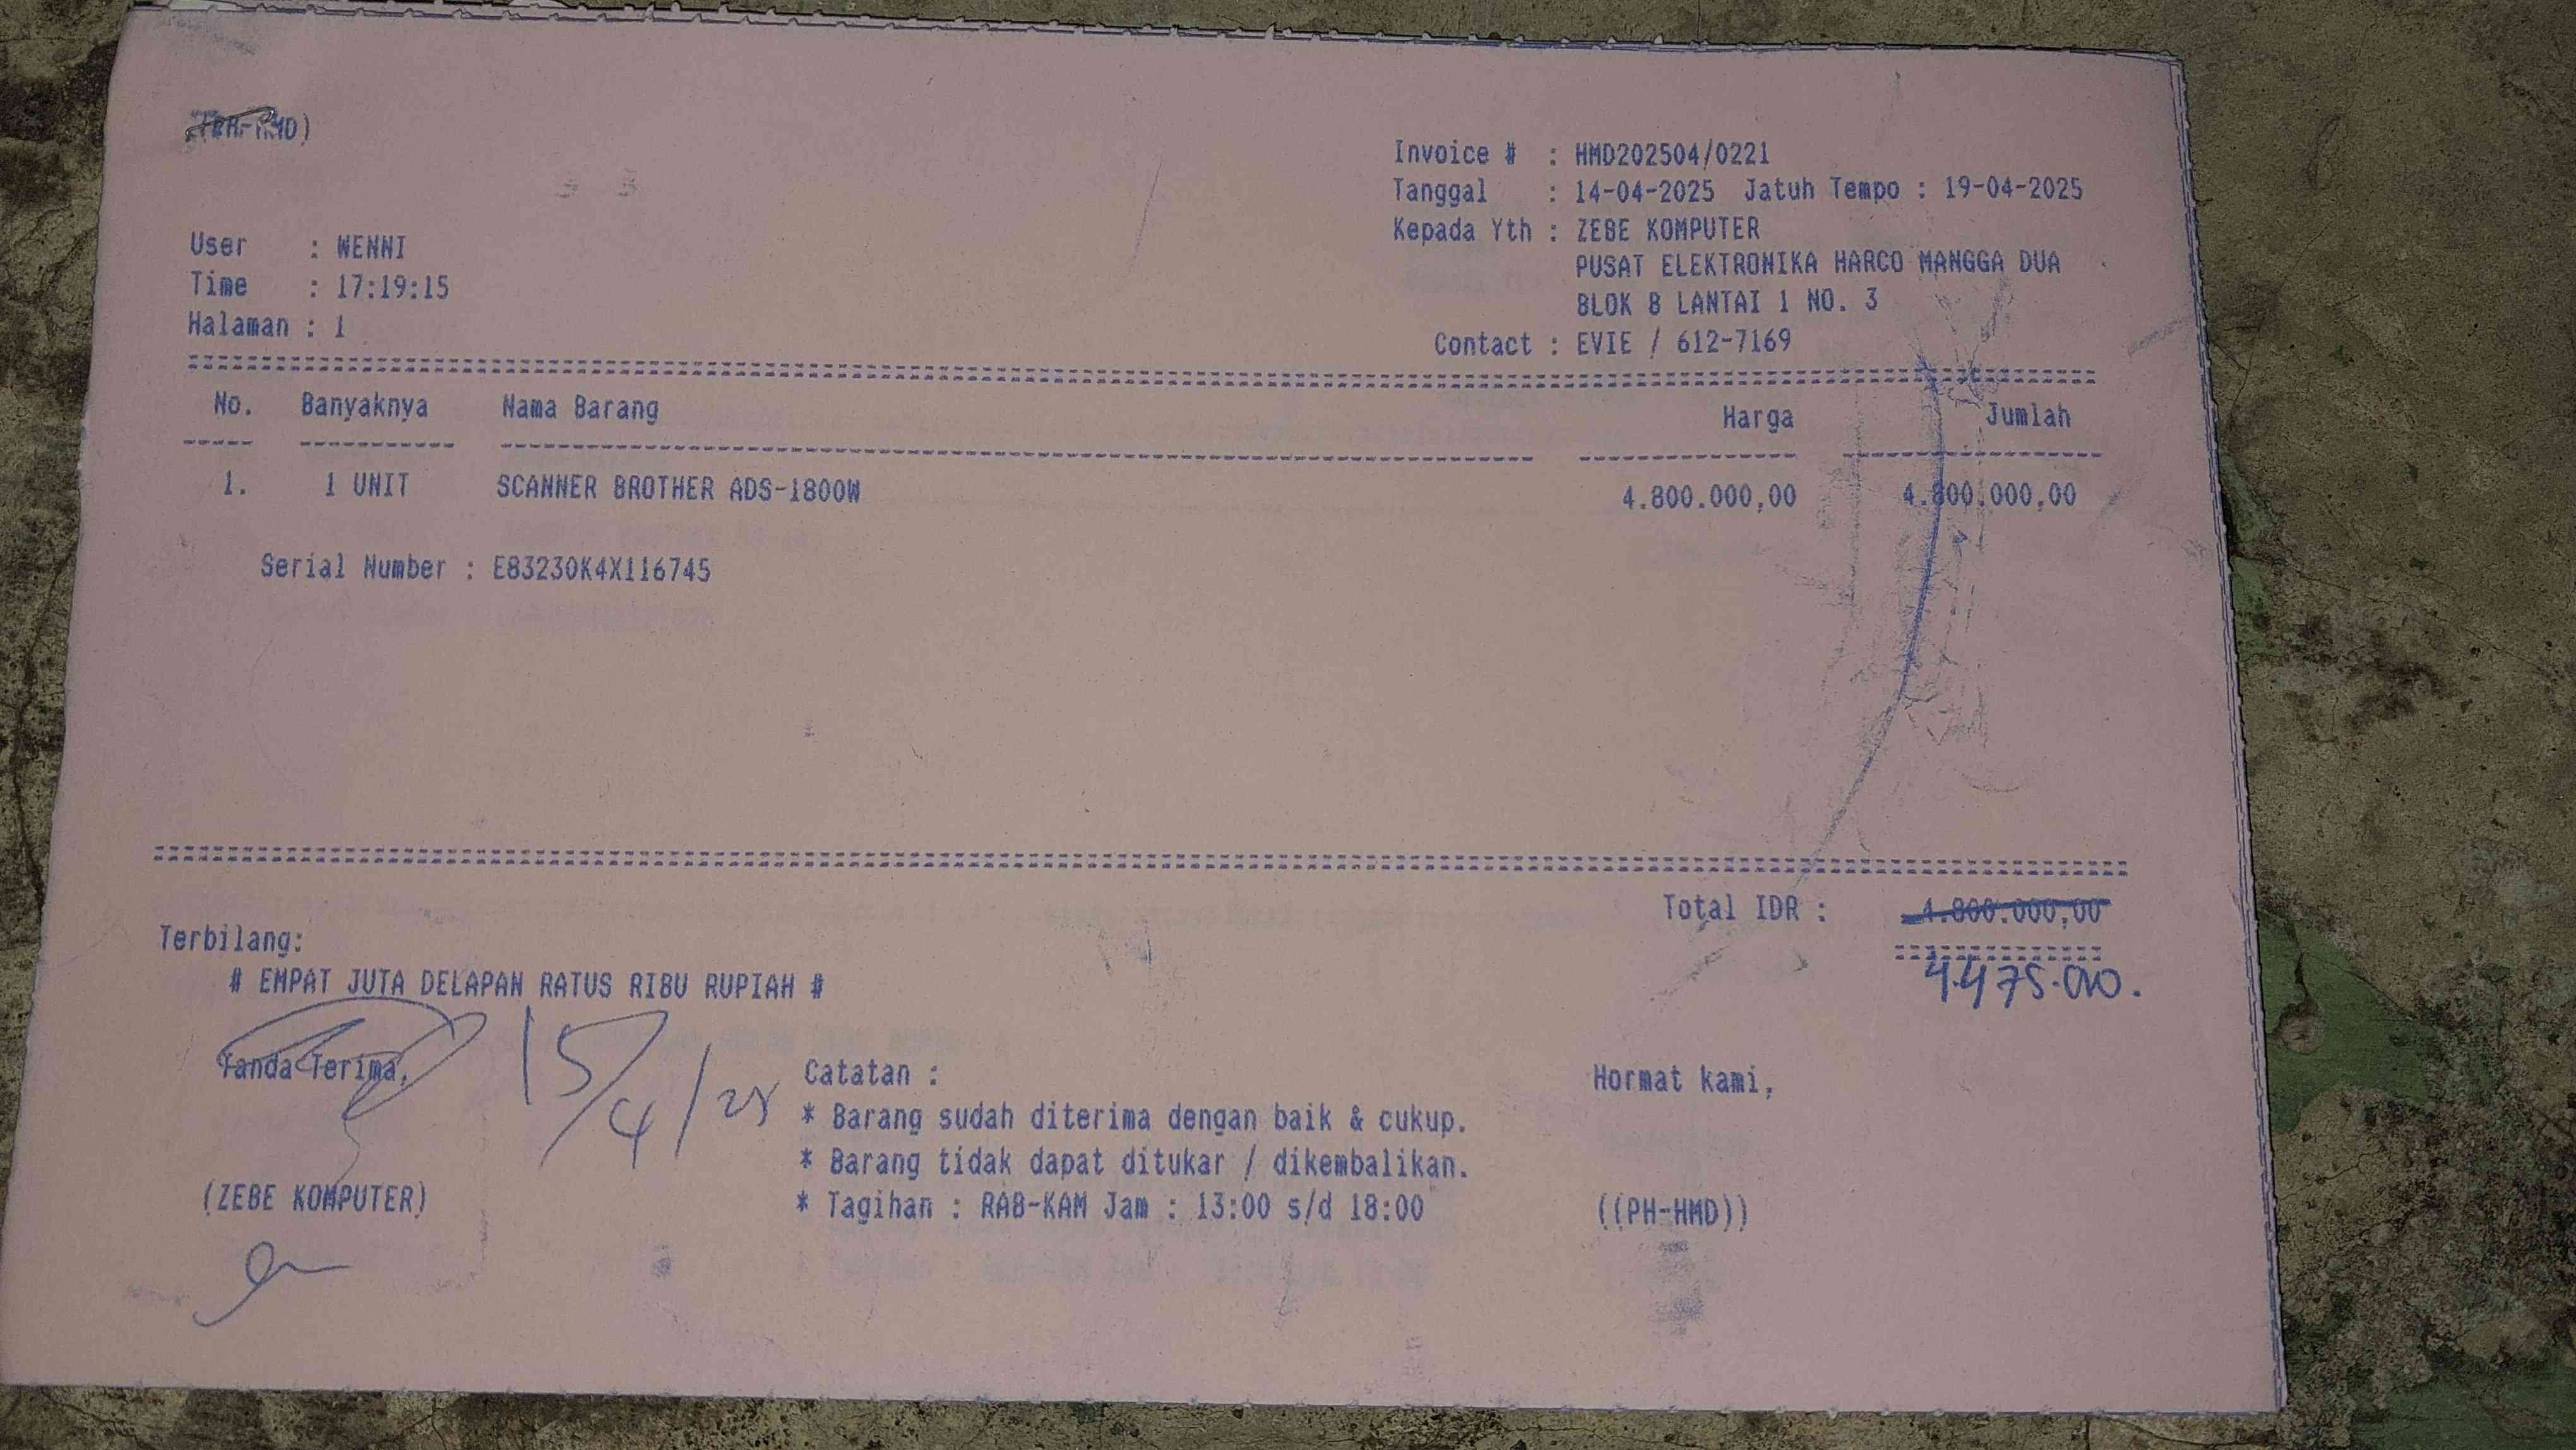 Invoice # : HMD202504/0221
Tanggal : 14-04-2025 Jatuh Tempo : 19-04-2025
Kepada Yth : ZEBE KOMPUTER
PUSAT ELEKTRONIKA HARCO MANGGA DUA
BLOK B LANTAI 1 NO. 3
Contact : EVIE / 612-7169
User : WENNI
Time : 17:19:15
Halaman : 1
No. Banyaknya Nama Barang Harga Jumlah
1. 1 UNIT SCANNER BROTHER ADS-1800W 4.800.000,00 4.800.000,00
Serial Number : E83230K4X116745
Total IDR : 4.800.000,00
4.475.000.
Terbilang:
# EMPAT JUTA DELAPAN RATUS RIBU RUPIAH #
Tanda Terima,
15/4/25
(ZEBE KOMPUTER)
Catatan :
* Barang sudah diterima dengan baik & cukup.
* Barang tidak dapat ditukar / dikembalikan.
* Tagihan : RAB-KAM Jam : 13:00 s/d 18:00
Hormat kami,
((PH-HMD))